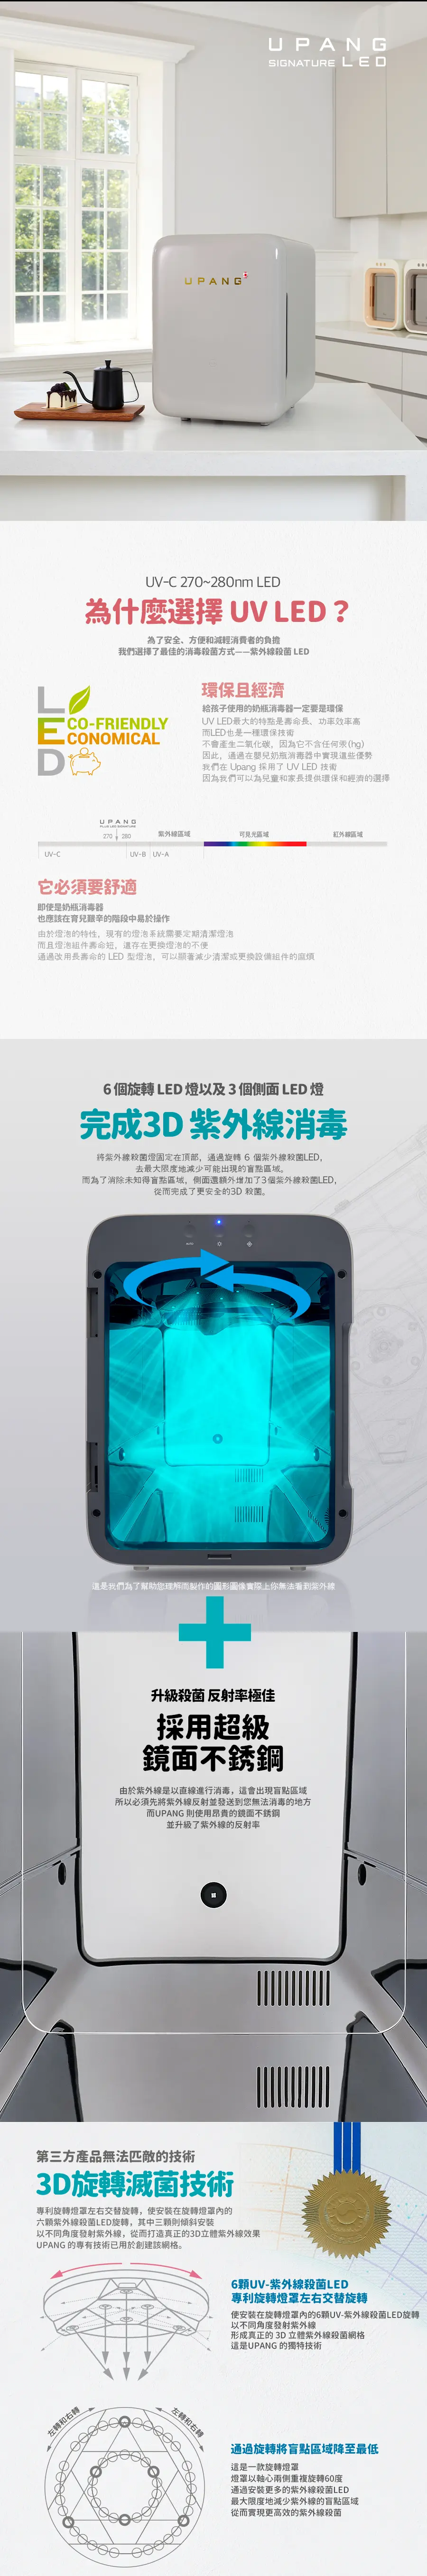 UPANG
SIGNATURE LED
UPANG
UV-C 270~280nm LED
為什麼選擇 UV LED？
為了安全、方便和減輕消費者的負擔
我們選擇了最佳的消毒殺菌方式——紫外線殺菌 LED
LED
ECO-FRIENDLY
ECONOMICAL
環保且經濟
給孩子使用的奶瓶消毒器一定要是環保
UV LED最大的特點是壽命長，功率效率高
而LED也是一種環保技術
不會產生二氧化碳，因為它不含任何汞(hg)
因此，通過在嬰兒奶瓶消毒器中實現這些優勢
我們在 Upang 採用了 UV LED 技術
因為我們可以為兒童和家長提供環保和經濟的選擇
UPANG
270 280
紫外線區域
可見光區域
紅外線區域
UV-C
UV-B
UV-A
它必須要舒適
即使是奶瓶消毒器
也應該在育兒艱辛的階段中易於操作
由於燈泡的特性，現有的燈泡系統需要定期清潔燈泡
而且燈泡組件壽命短，還存在更換燈泡的不便
通過改用長壽命的 LED 型燈泡，可以顯著減少清潔或更換設備組件的麻煩
6 個旋轉 LED 燈以及 3 個側面 LED 燈
完成3D 紫外線消毒
將紫外線殺菌燈固定在頂部，通過旋轉 6 個紫外線殺菌LED，
去最大限度地減少可能出現的盲點區域。
而為了消除未知得盲點區域，側面還額外增加了3個紫外線殺菌LED，
從而完成了更安全的3D 殺菌。
這是我們為了幫助您理解而製作的圖形圖像實際上你無法看到紫外線
升級殺菌 反射率極佳
採用超級
鏡面不銹鋼
由於紫外線是以直線進行消毒，這會出現盲點區域
所以必須先將紫外線反射並發送到您無法消毒的地方
而UPANG 則使用昂貴的鏡面不銹鋼
並升級了紫外線的反射率
第三方產品無法匹敵的技術
3D旋轉滅菌技術
專利旋轉燈罩左右交替旋轉，使安裝在旋轉燈罩內的
六顆紫外線殺菌LED旋轉，其中三顆則傾斜安裝
以不同角度發射紫外線，從而打造真正的3D立體紫外線效果
UPANG 的專有技術已用於創建該網格。
6顆UV-紫外線殺菌LED
專利旋轉燈罩左右交替旋轉
使安裝在旋轉燈罩內的6顆UV-紫外線殺菌LED旋轉
以不同角度發射紫外線
形成真正的 3D 立體紫外線殺菌網格
這是UPANG 的獨特技術
左轉和右轉
左轉和右轉
通過旋轉將盲點區域降至最低
這是一款旋轉燈罩
燈罩以軸心兩側重複旋轉60度
通過安裝更多的紫外線殺菌LED
最大限度地減少紫外線的盲點區域
從而實現更高效的紫外線殺菌